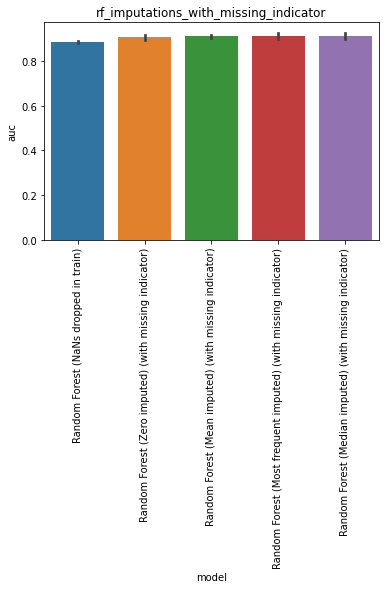 rf_imputations_with_missing_indicator
auc
0.8
0.6
0.4
0.2
0.0
Random Forest (NaNs dropped in train)
Random Forest (Zero imputed) (with missing indicator)
Random Forest (Mean imputed) (with missing indicator)
Random Forest (Most frequent imputed) (with missing indicator)
Random Forest (Median imputed) (with missing indicator)
model